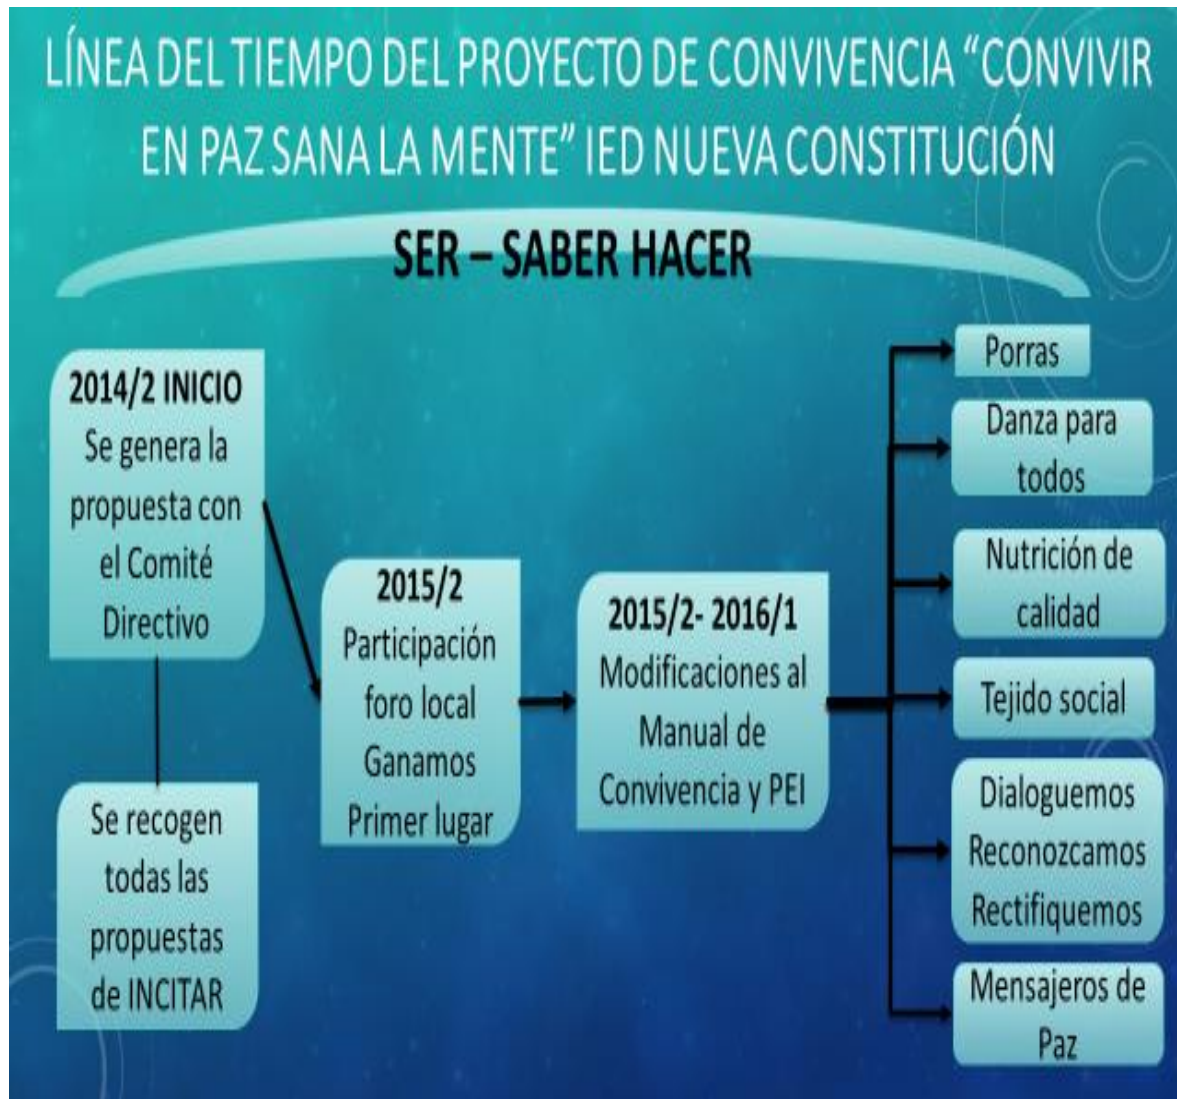 LÍNEA DEL TIEMPO DEL PROYECTO DE CONVIVENCIA “CONVIVIR
EN PAZ SANA LA MENTE” IED NUEVA CONSTITUCIÓN
SER – SABER HACER
2014/2 INICIO
Se genera la
propuesta con
el Comité
Directivo
Se recogen
todas las
propuestas
de INCITAR
2015/2
Participación
foro local
Ganamos
Primer lugar
2015/2- 2016/1
Modificaciones al
Manual de
Convivencia y PEI
Porras
Danza para
todos
Nutrición de
calidad
Tejido social
Dialoguemos
Reconozcamos
Rectifiquemos
Mensajeros de
Paz